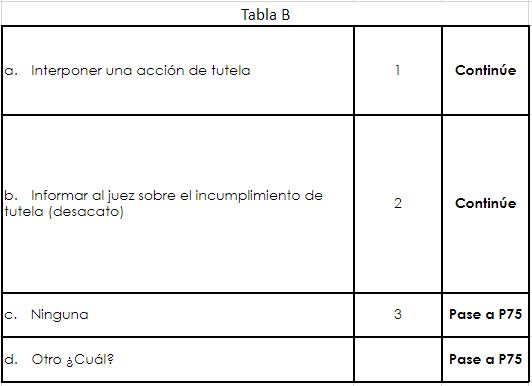 Tabla B
a. Interponer una acción de tutela 1 Continúe
b. Informar al juez sobre el incumplimiento de
tutela (desacato) 2 Continúe
c. Ninguna 3 Pase a P75
d. Otro ¿Cuál? Pase a P75